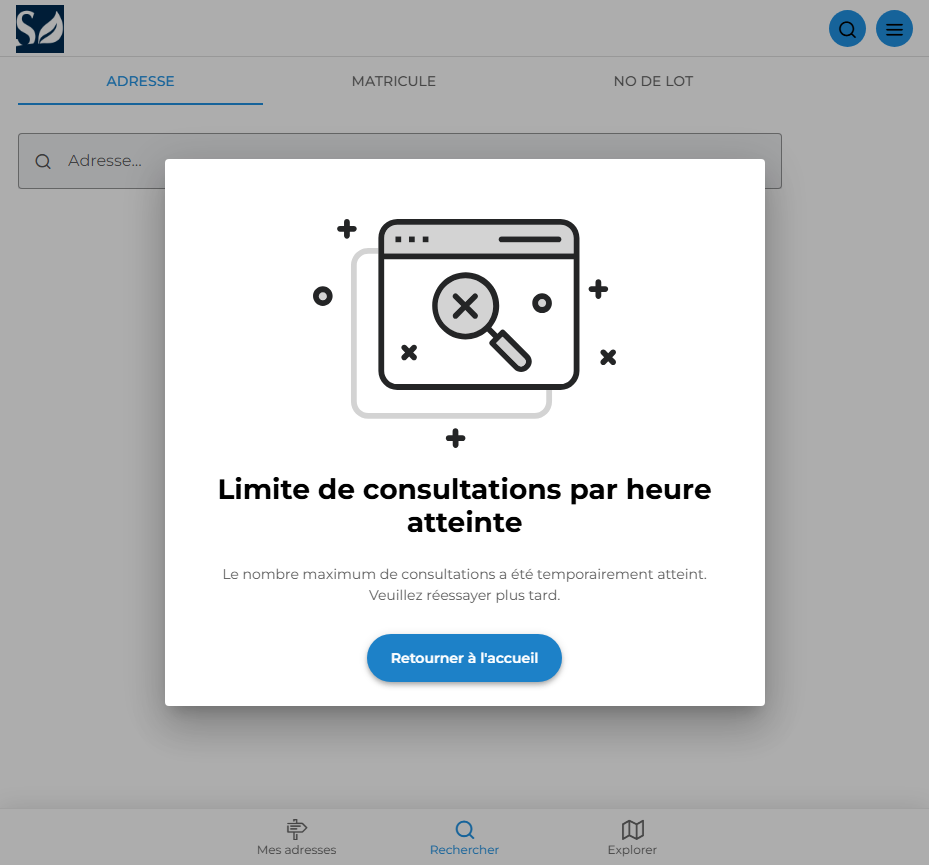 ADRESSE
MATRICULE
NO DE LOT
Adresse...
Limite de consultations par heure
atteinte
Le nombre maximum de consultations a été temporairement atteint.
Veuillez réessayer plus tard.
Retourner à l'accueil
Mes adresses
Rechercher
Explorer